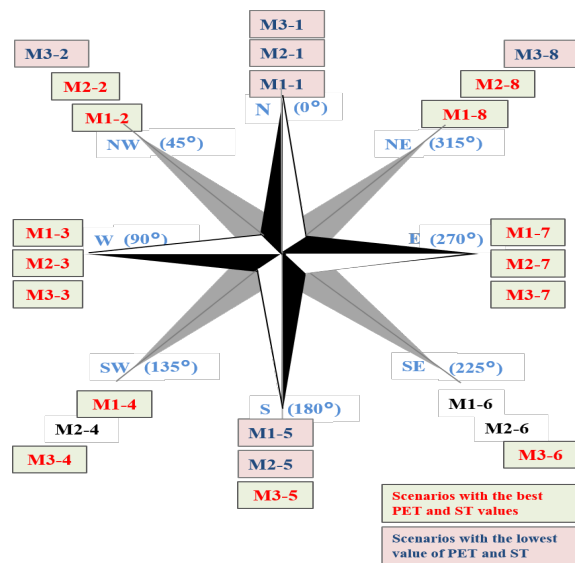 M3-1
M2-1
M1-1
N (0°)
M3-2
M2-2
M1-2
NW (45°)
M3-8
M2-8
M1-8
NE (315°)
M1-3
M2-3
M3-3
W (90°)
E (270°)
M1-7
M2-7
M3-7
SW (135°)
M1-4
M2-4
M3-4
S (180°)
M1-5
M2-5
M3-5
SE (225°)
M1-6
M2-6
M3-6
Scenarios with the best
PET and ST values
Scenarios with the lowest
value of PET and ST